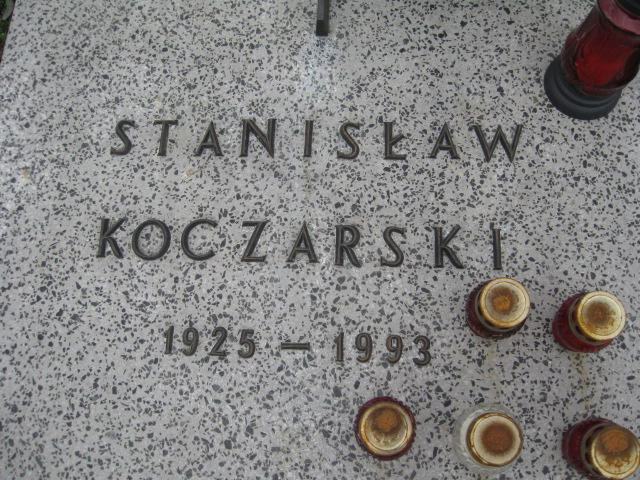 STANISŁAW
KOCZARSKI
1925 – 1993